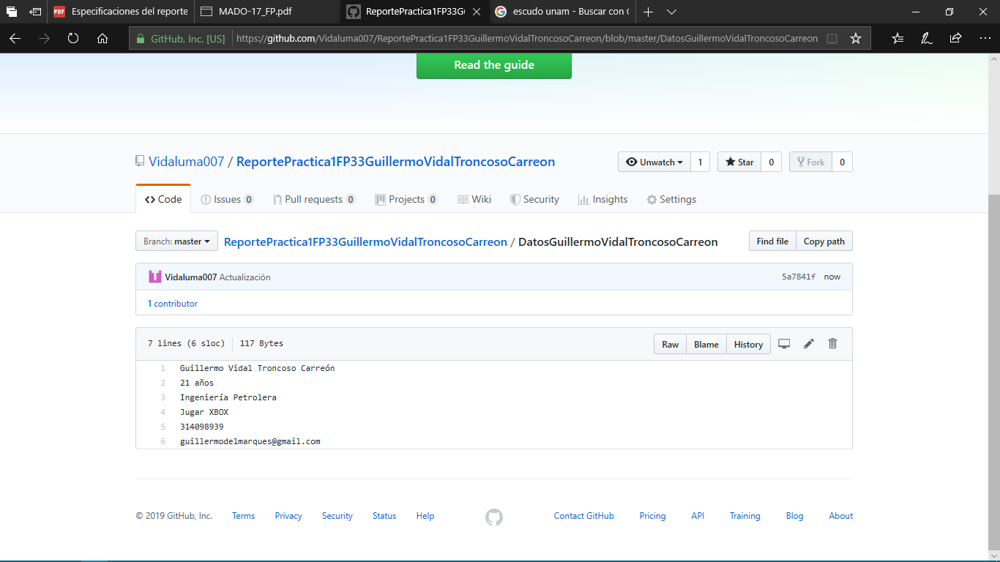 Especificaciones del reporte
MADO-17_FP.pdf
ReportePractica1FP33Gu
escudo unam - Buscar con G
GitHub, Inc. [US]
https://github.com/Vidaluma007/ReportePractica1FP33GuillermoVidalTroncosoCarreon/blob/master/DatosGuillermoVidalTroncosoCarreon
Read the guide
Vidaluma007 / ReportePractica1FP33GuillermoVidalTroncosoCarreon
Unwatch 1
Star 0
Fork 0
Code
Issues 0
Pull requests 0
Projects 0
Wiki
Security
Insights
Settings
Branch: master
ReportePractica1FP33GuillermoVidalTroncosoCarreon / DatosGuillermoVidalTroncosoCarreon
Find file
Copy path
Vidaluma007 Actualización
5a7841f now
1 contributor
7 lines (6 sloc)
117 Bytes
Raw
Blame
History
1 Guillermo Vidal Troncoso Carreón
2 21 años
3 Ingeniería Petrolera
4 Jugar XBOX
5 314098939
6 guillermodelmarques@gmail.com
© 2019 GitHub, Inc.
Terms
Privacy
Security
Status
Help
Contact GitHub
Pricing
API
Training
Blog
About